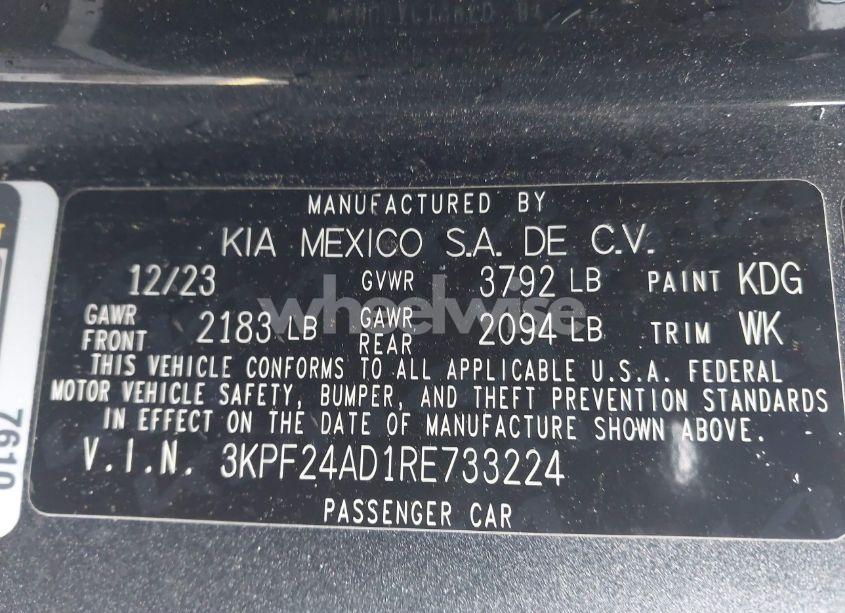 MANUFACTURED BY
KIA MEXICO S.A. DE C.V.
12/23 GVWR 3792 LB PAINT KDG
GAWR FRONT 2183 LB GAWR REAR 2094 LB TRIM WK
THIS VEHICLE CONFORMS TO ALL APPLICABLE U.S.A. FEDERAL
MOTOR VEHICLE SAFETY, BUMPER, AND THEFT PREVENTION STANDARDS
IN EFFECT ON THE DATE OF MANUFACTURE SHOWN ABOVE.
V.I.N. 3KPF24AD1RE733224
PASSENGER CAR
wheelwise